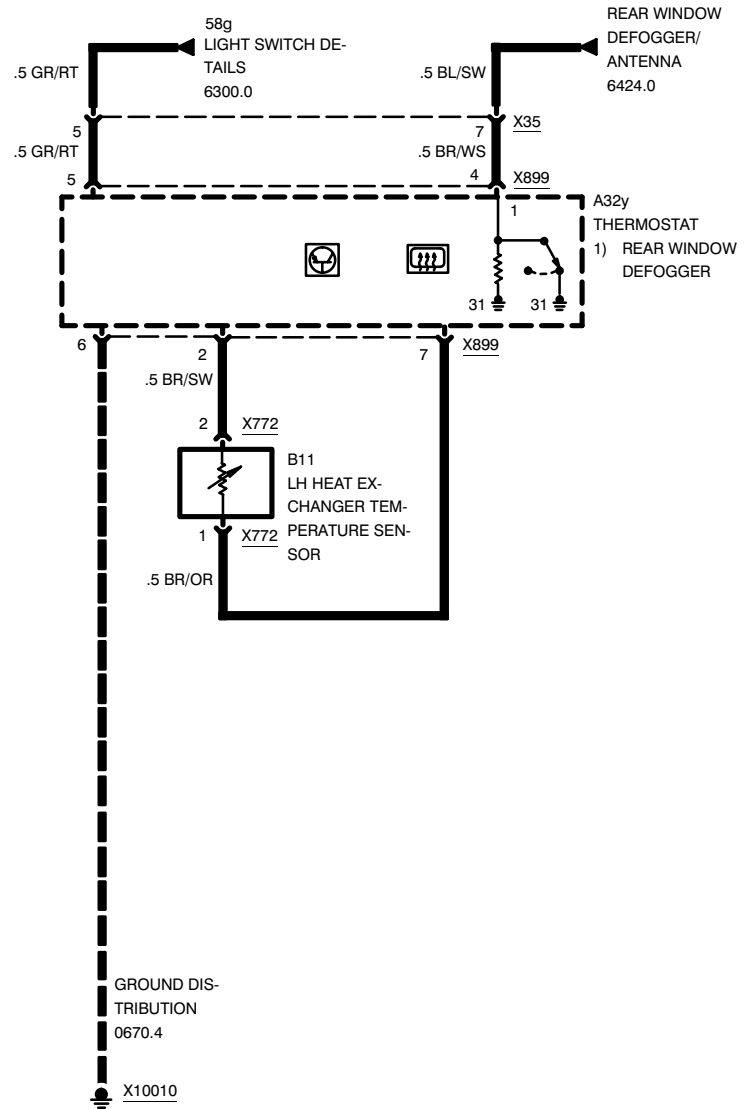 58g
LIGHT SWITCH DE-
TAILS
6300.0
REAR WINDOW
DEFOGGER/
ANTENNA
6424.0
.5 GR/RT
.5 BL/SW
5
7
X35
.5 GR/RT
.5 BR/WS
5
4
X899
1
A32y
THERMOSTAT
1) REAR WINDOW
DEFOGGER
31
31
6
2
7
X899
.5 BR/SW
2
X772
B11
LH HEAT EX-
CHANGER TEM-
PERATURE SEN-
SOR
1
X772
.5 BR/OR
GROUND DIS-
TRIBUTION
0670.4
X10010